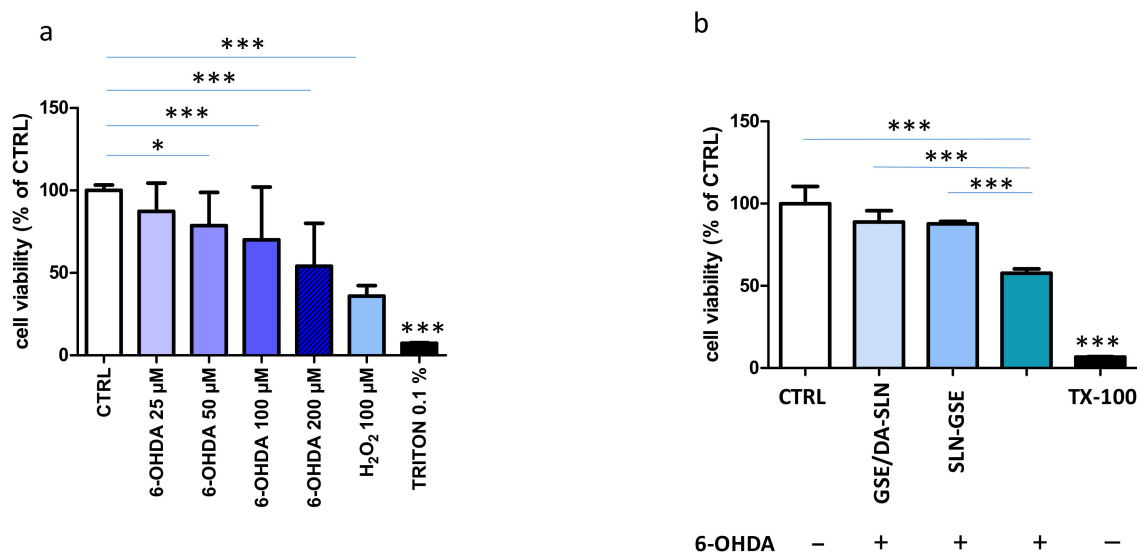 a
***
***
***
*
cell viability (% of CTRL)
150
100
50
0
***
CTRL
6-OHDA 25 μM
6-OHDA 50 μM
6-OHDA 100 μM
6-OHDA 200 μM
H₂O₂ 100 μM
TRITON 0.1 %
b
***
***
***
cell viability (% of CTRL)
150
100
50
0
***
CTRL
GSE/DA-SLN
SLN-GSE
TX-100
6-OHDA – + + + –